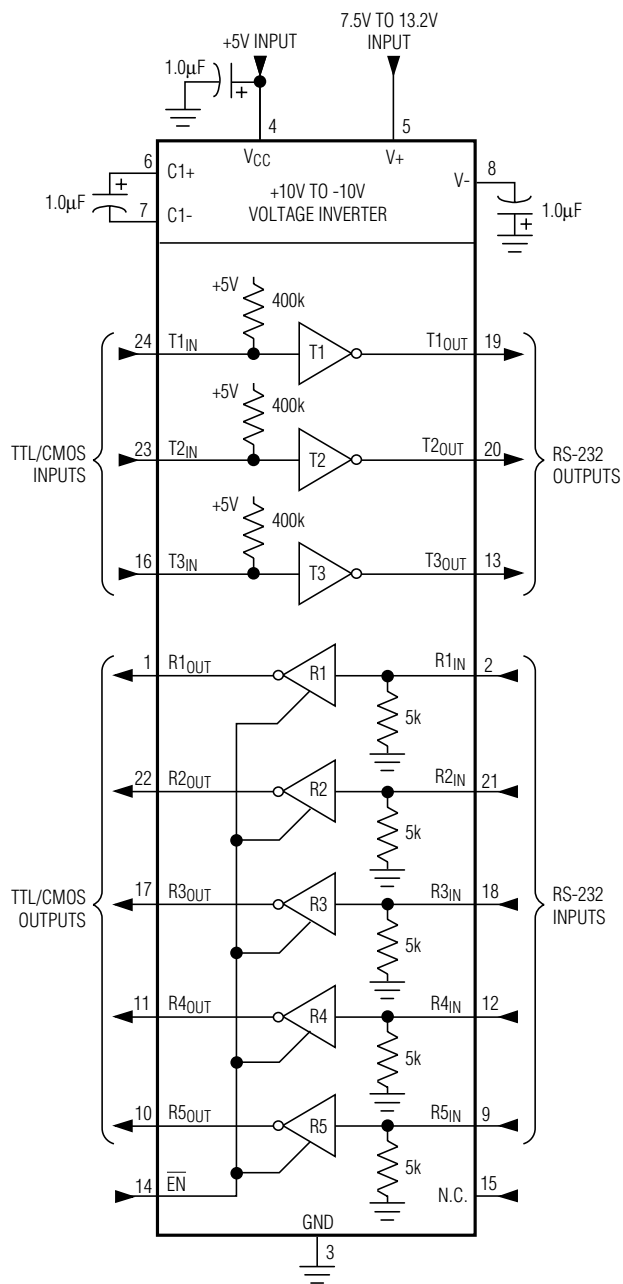 7.5V TO 13.2V
INPUT
+5V INPUT
1.0μF
+
4
5
VCC
V+
6
C1+
8
V-
+10V TO -10V
VOLTAGE INVERTER
1.0μF
+
7
C1-
1.0μF
+
+5V
400k
24
T1IN
T1
T1OUT
19
+5V
400k
TTL/CMOS
INPUTS
23
T2IN
T2
T2OUT
20
RS-232
OUTPUTS
+5V
400k
16
T3IN
T3
T3OUT
13
1
R1OUT
R1
R1IN
2
5k
22
R2OUT
R2
R2IN
21
5k
TTL/CMOS
OUTPUTS
17
R3OUT
R3
R3IN
18
RS-232
INPUTS
5k
11
R4OUT
R4
R4IN
12
5k
10
R5OUT
R5
R5IN
9
5k
14
EN
N.C.
15
GND
3